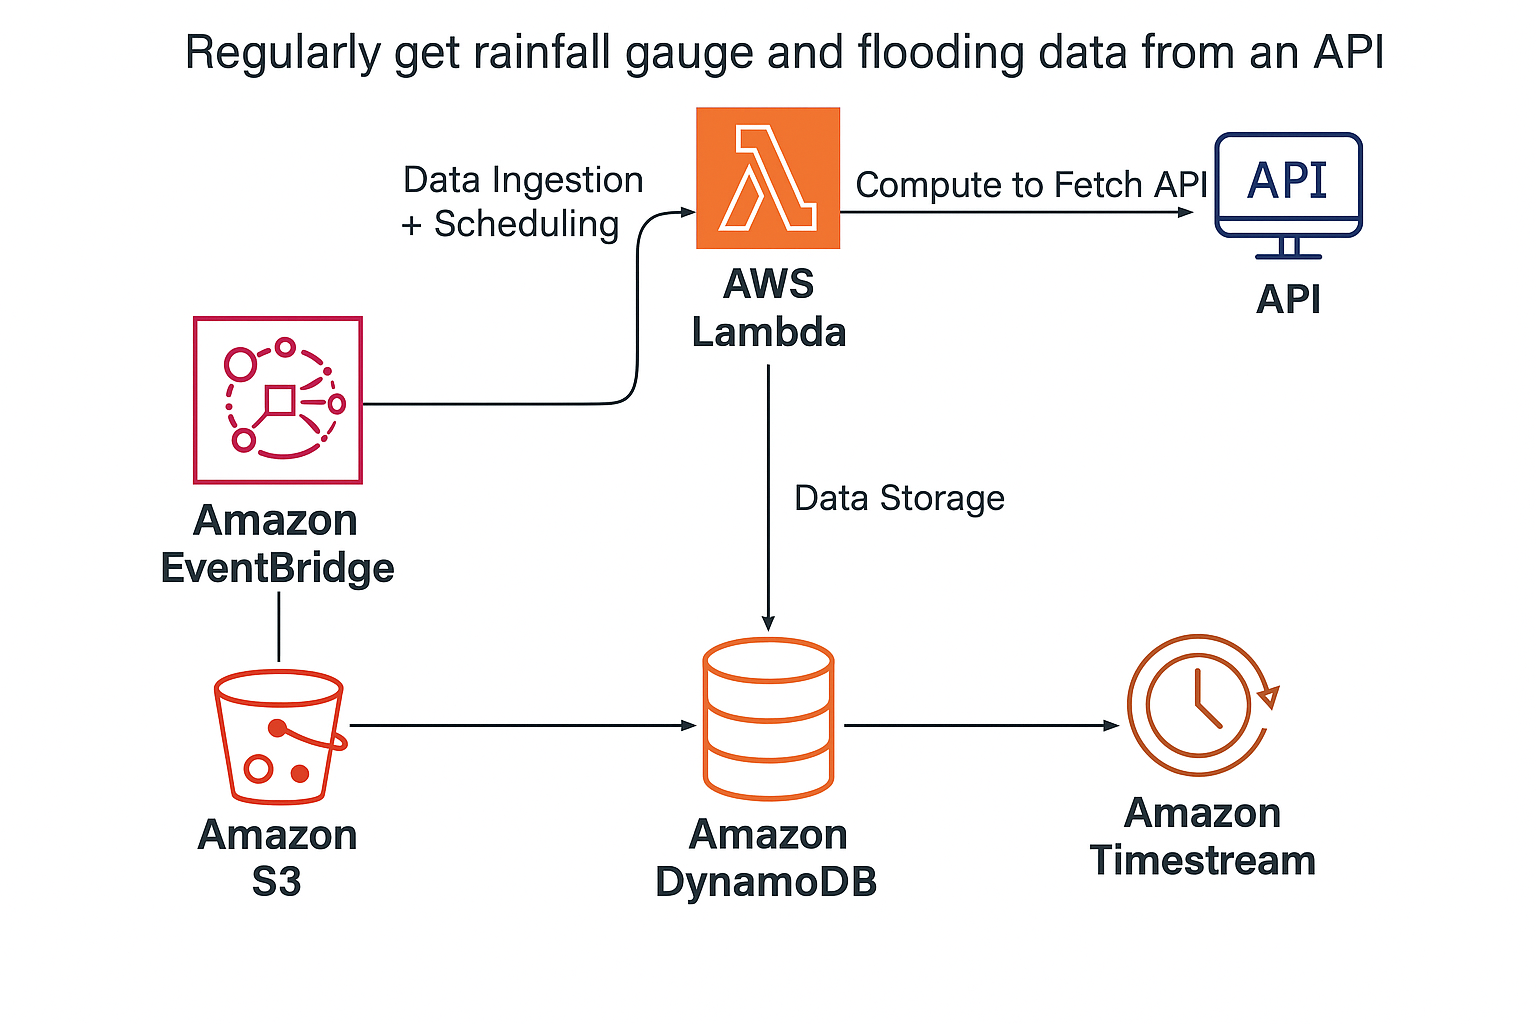 Regularly get rainfall gauge and flooding data from an API
Data Ingestion
+ Scheduling
Compute to Fetch API
API
API
AWS
Lambda
Amazon
EventBridge
Data Storage
Amazon
S3
Amazon
DynamoDB
Amazon
Timestream